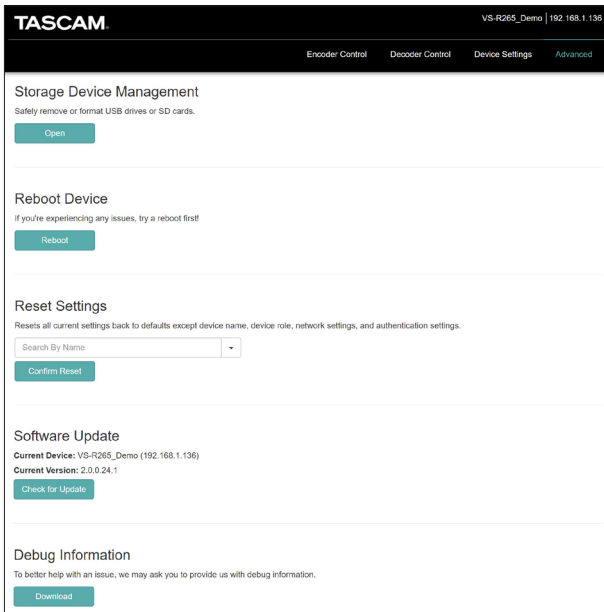 TASCAM.
VS-R265_Demo | 192.168.1.136
Encoder Control Decoder Control Device Settings Advanced
Storage Device Management
Safely remove or format USB drives or SD cards.
Open
Reboot Device
If you're experiencing any issues, try a reboot first!
Reboot
Reset Settings
Resets all current settings back to defaults except device name, device role, network settings, and authentication settings.
Search By Name
Confirm Reset
Software Update
Current Device: VS-R265_Demo (192.168.1.136)
Current Version: 2.0.0.24.1
Check for Update
Debug Information
To better help with an issue, we may ask you to provide us with debug information.
Download